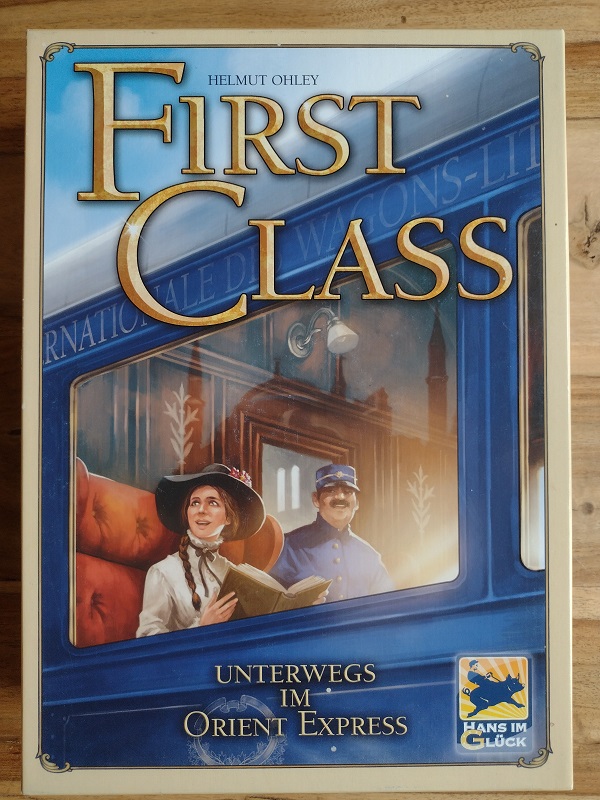 HELMUT OHLEY
FIRST
CLASS
RNATIONALE DE WAGONS-LIT
UNTERWEGS
IM
ORIENT EXPRESS
HANS IM
GLÜCK